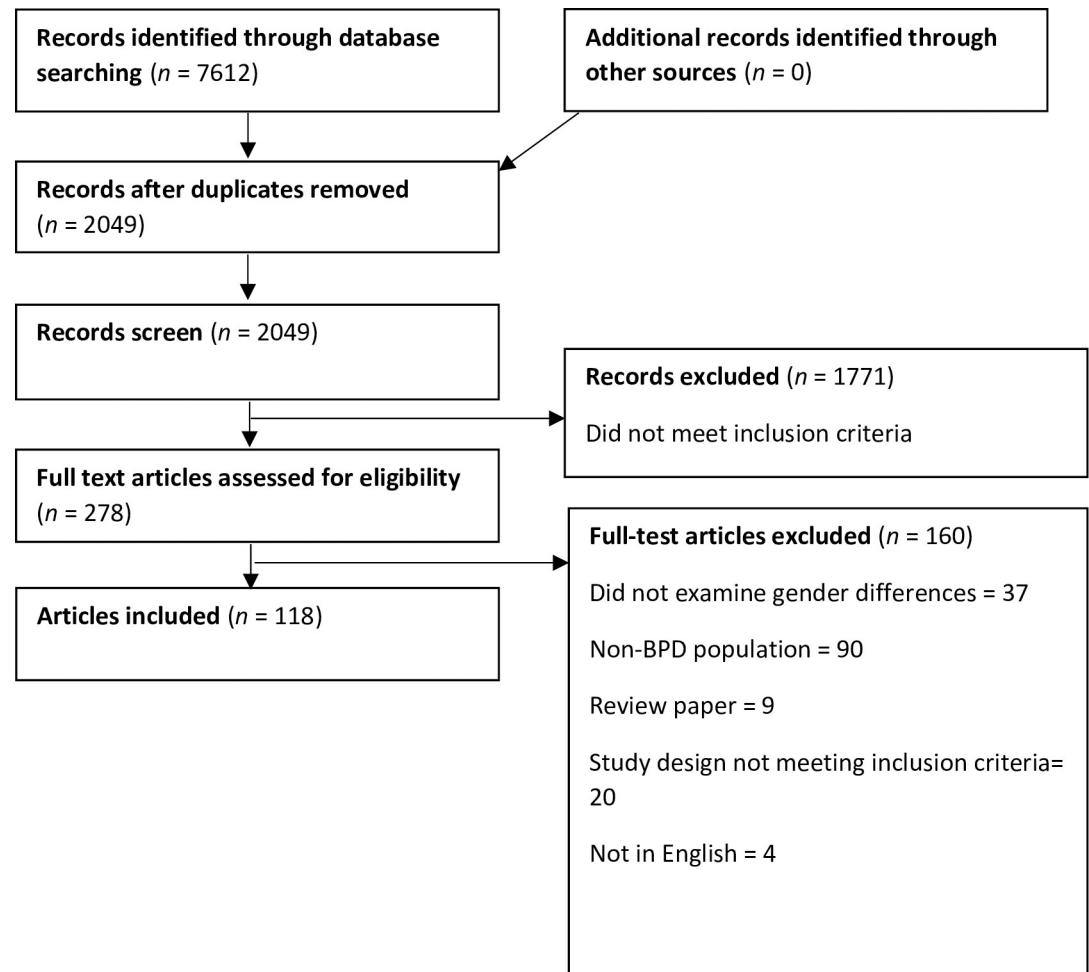 Records identified through database
searching (n = 7612)
Additional records identified through
other sources (n = 0)
Records after duplicates removed
(n = 2049)
Records screen (n = 2049)
Records excluded (n = 1771)
Did not meet inclusion criteria
Full text articles assessed for eligibility
(n = 278)
Full-test articles excluded (n = 160)
Did not examine gender differences = 37
Non-BPD population = 90
Review paper = 9
Study design not meeting inclusion criteria=
20
Not in English = 4
Articles included (n = 118)